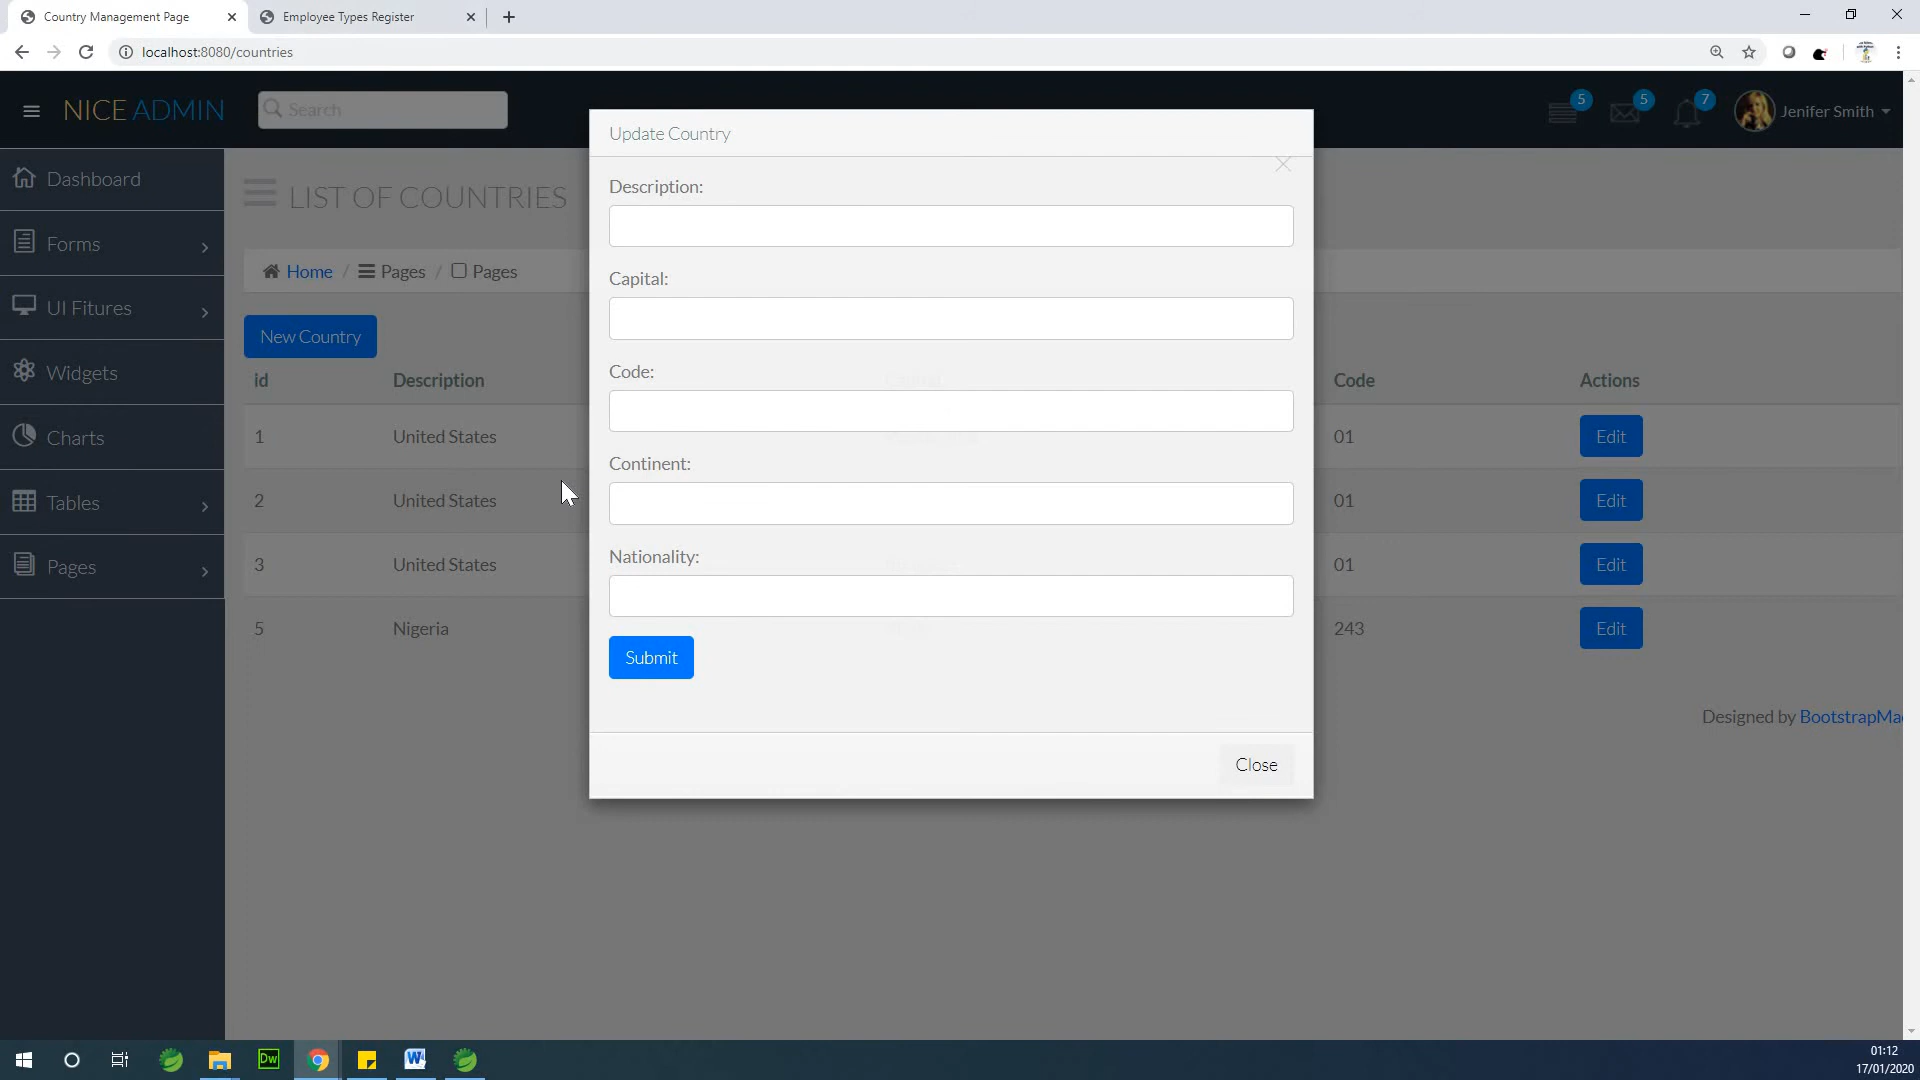 Country Management Page
Employee Types Register
localhost:8080/countries
NICE ADMIN
Search
5
5
7
Jenifer Smith
Dashboard
Forms
UI Fitures
Widgets
Charts
Tables
Pages
LIST OF COUNTRIES
Home / Pages / Pages
New Country
id Description Code Actions
1 United States 01 Edit
2 United States 01 Edit
3 United States 01 Edit
5 Nigeria 243 Edit
Designed by BootstrapMa
Update Country
Description:
Capital:
Code:
Continent:
Nationality:
Submit
Close
Dw
W
01:12
17/01/2020